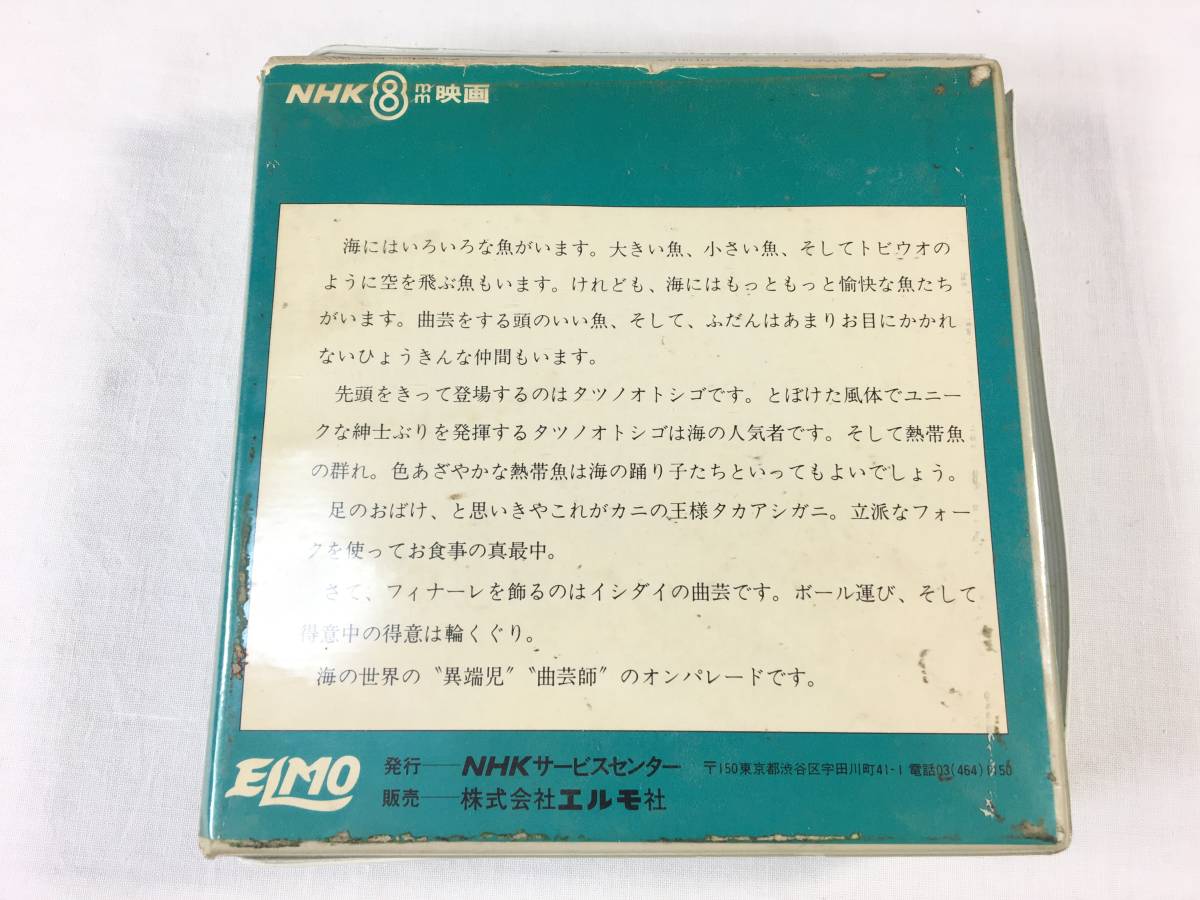 NHK8mm映画
海にはいろいろな魚がいます。大きい魚、小さい魚、そしてトビウオの
ように空を飛ぶ魚もいます。けれども、海にはもっともっと愉快な魚たち
がいます。曲芸をする頭のいい魚、そして、ふだんはあまりお目にかかれ
ないひょうきんな仲間もいます。
先頭をきって登場するのはタツノオトシゴです。とぼけた風体でユニー
クな紳士ぶりを発揮するタツノオトシゴは海の人気者です。そして熱帯魚
の群れ。色あざやかな熱帯魚は海の踊り子たちといってもよいでしょう。
足のおばけ、と思いきやこれがカニの王様タカアシガニ。立派なフォー
クを使ってお食事の真最中。
さて、フィナーレを飾るのはイシダイの曲芸です。ボール運び、そして
得意中の得意は輪くぐり。
海の世界の〝異端児〟〝曲芸師〟のオンパレードです。
ELMO 発行──NHKサービスセンター 〒150東京都渋谷区宇田川町41-1 電話03(464)1150
販売──株式会社エルモ社